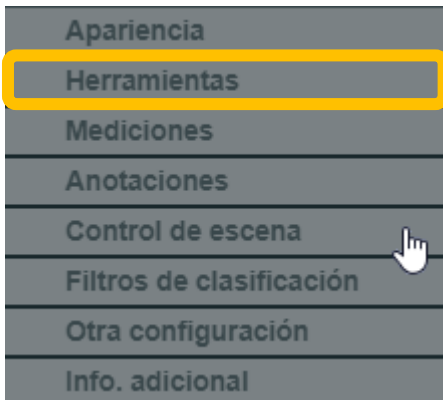 Apariencia
Herramientas
Mediciones
Anotaciones
Control de escena
Filtros de clasificación
Otra configuración
Info. adicional